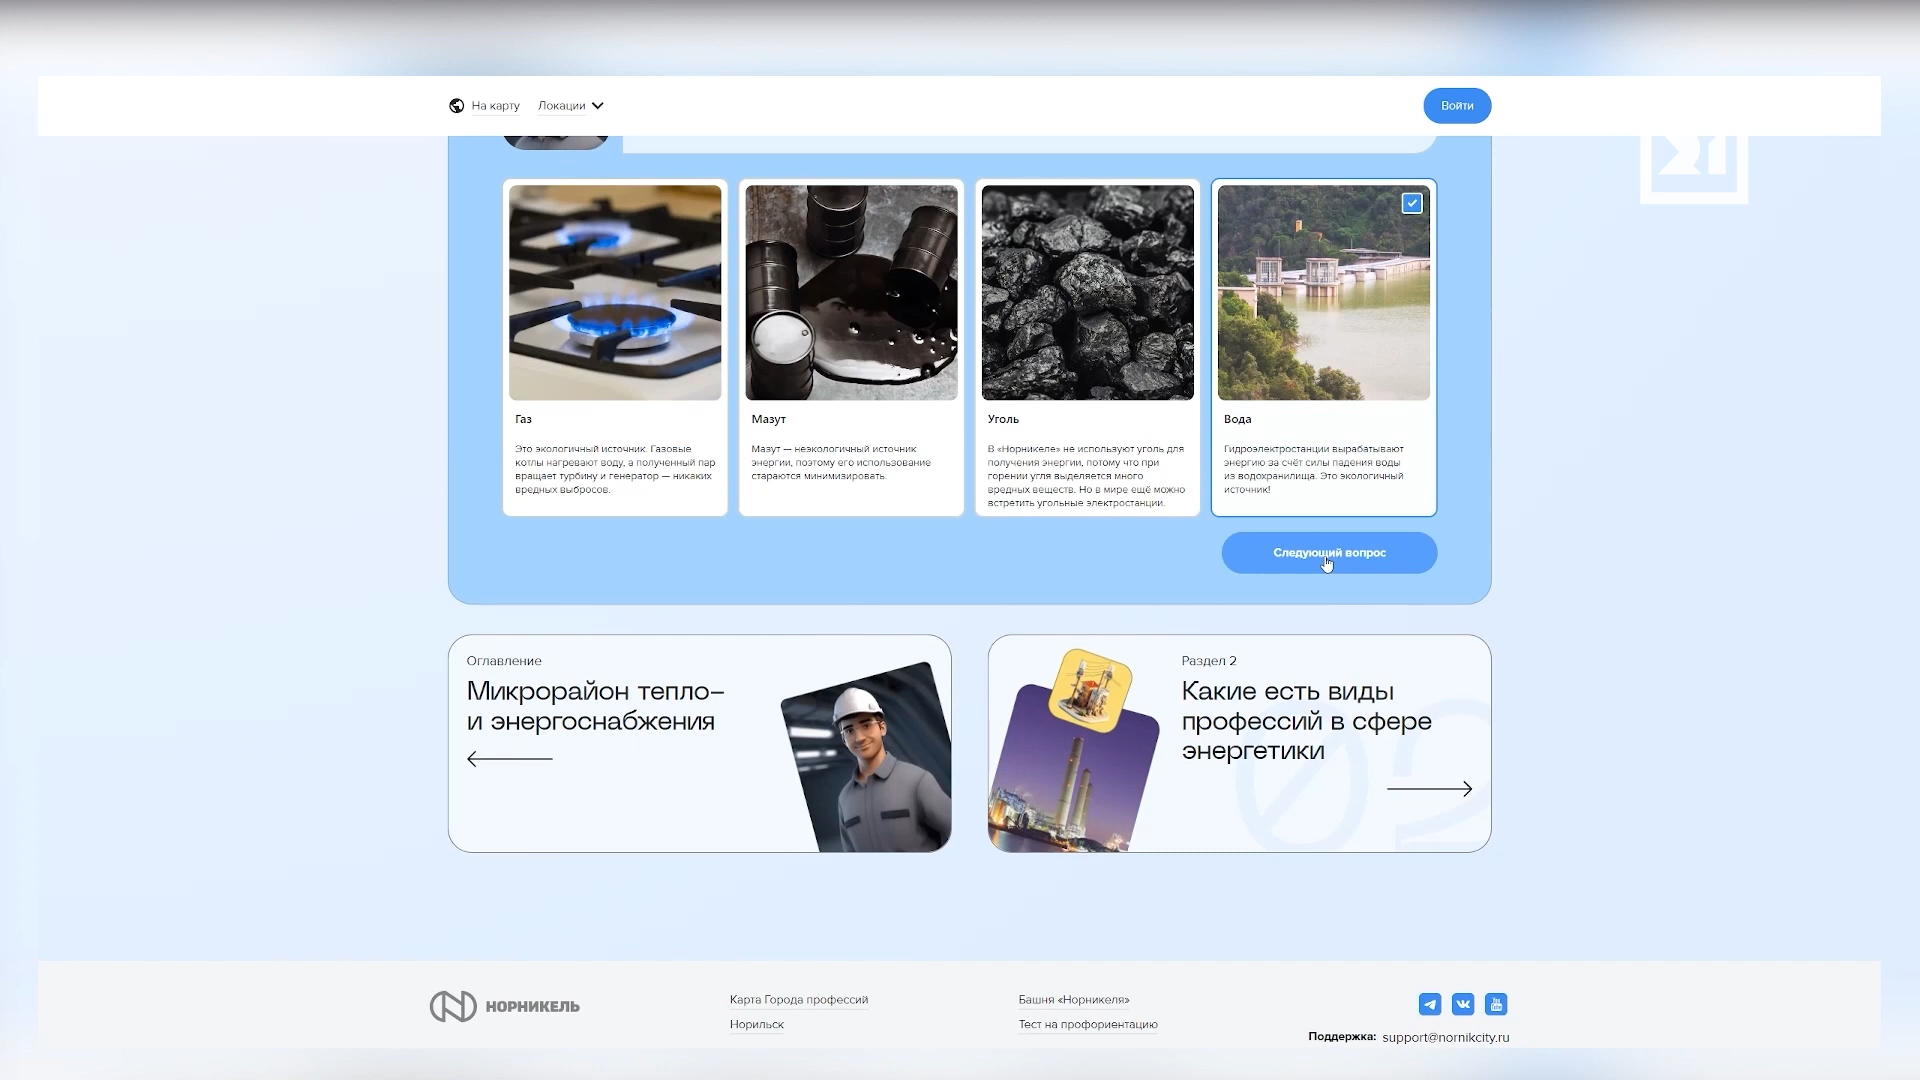 На карту
Локации
Войти
21
Газ
Это экологичный источник. Газовые
котлы нагревают воду, а полученный пар
вращает турбину и генератор — никаких
вредных выбросов.
Мазут
Мазут — неэкологичный источник
энергии, поэтому его использование
стараются минимизировать.
Уголь
В «Норникеле» не используют уголь для
получения энергии, потому что при
горении угля выделяется много
вредных веществ. Но в мире ещё можно
встретить угольные электростанции.
Вода
Гидроэлектростанции вырабатывают
энергию за счёт силы падения воды
из водохранилища. Это экологичный
источник!
Следующий вопрос
Оглавление
Микрорайон тепло–
и энергоснабжения
Раздел 2
Какие есть виды
профессий в сфере
энергетики
02
НОРНИКЕЛЬ
Карта Города профессий
Норильск
Башня «Норникеля»
Тест на профориентацию
Поддержка: support@nornikcity.ru